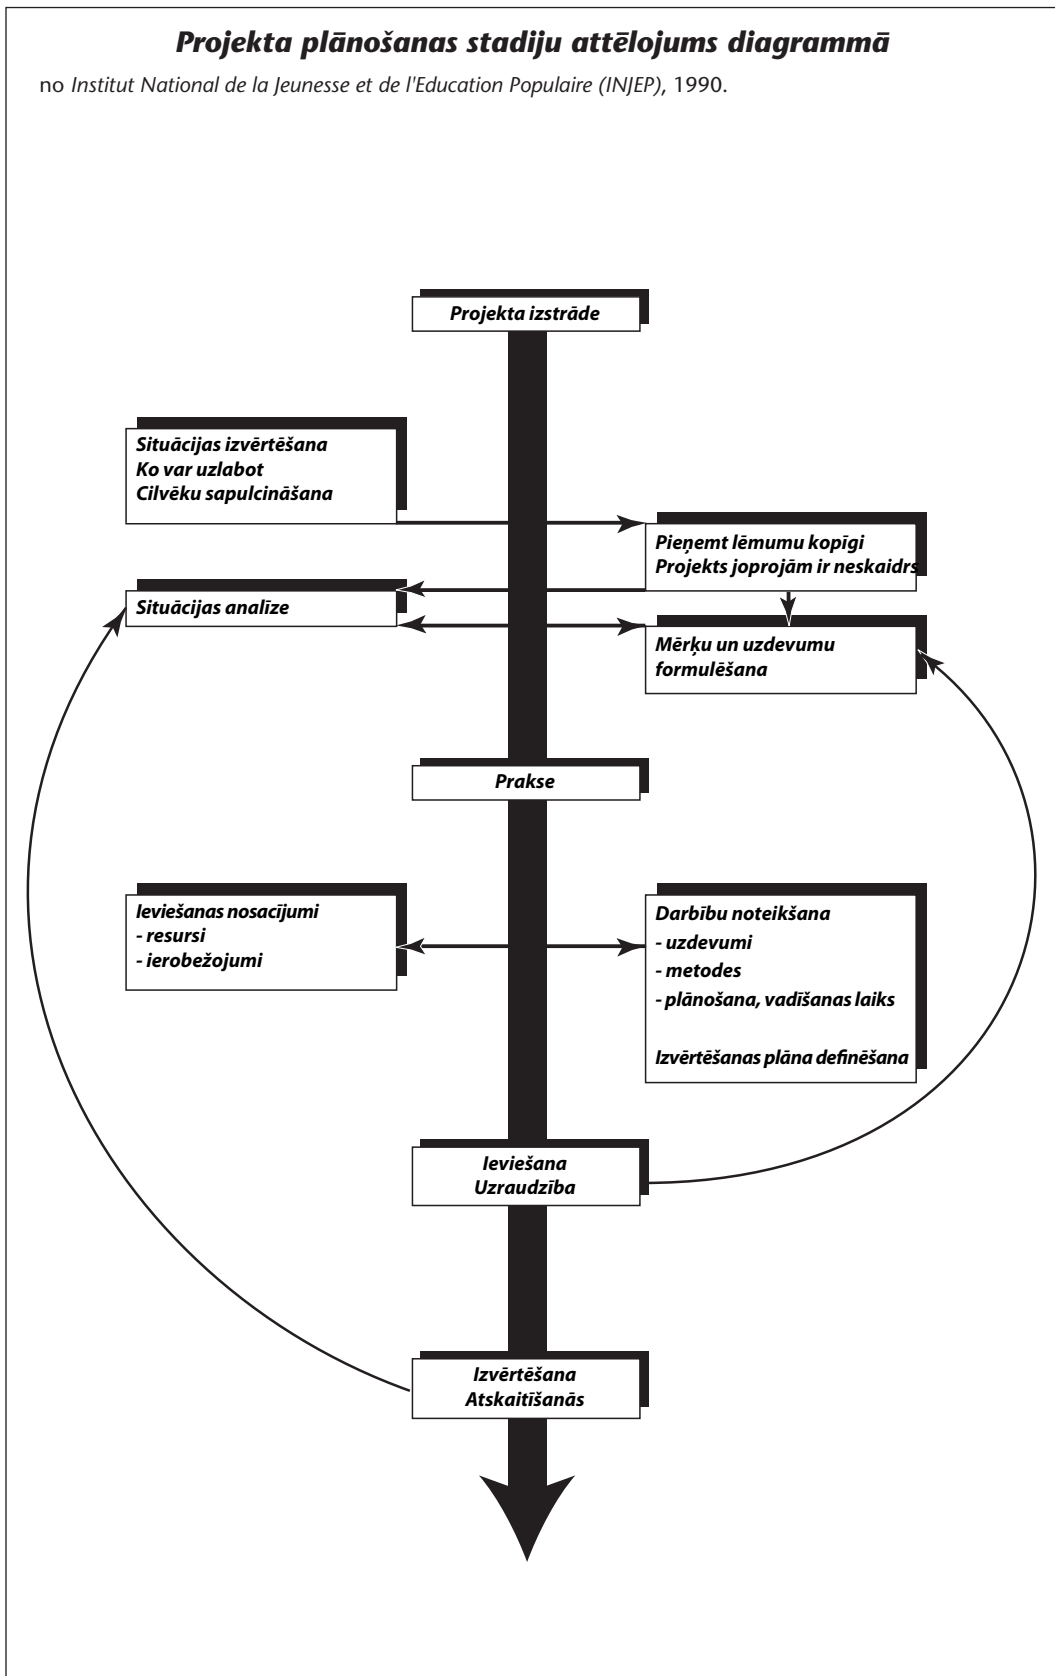 Projekta plānošanas stadiju attēlojums diagrammā
no Institut National de la Jeunesse et de l'Education Populaire (INJEP), 1990.
Projekta izstrāde
Situācijas izvērtēšana
Ko var uzlabot
Cilvēku sapulcināšana
Pieņemt lēmumu kopīgi
Projekts joprojām ir neskaidrs
Situācijas analīze
Mērķu un uzdevumu
formulēšana
Prakse
Ieviešanas nosacījumi
- resursi
- ierobežojumi
Darbību noteikšana
- uzdevumi
- metodes
- plānošana, vadīšanas laiks
Izvērtēšanas plāna definēšana
Ieviešana
Uzraudzība
Izvērtēšana
Atskaitīšanās